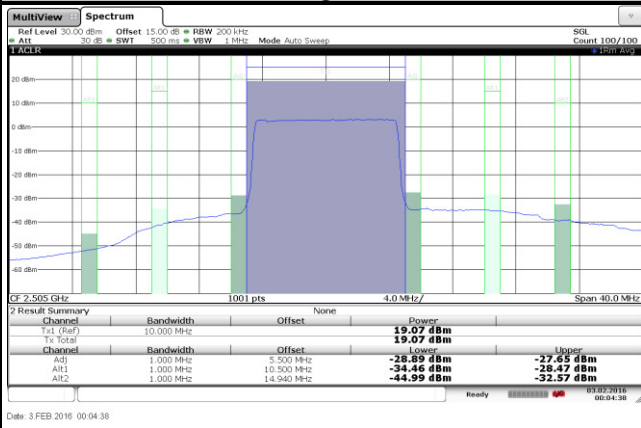 MultiView Spectrum
Ref Level 30.00 dBm Offset 15.00 dB RBW 200 kHz SGL
Att 30 dB SWT 500 ms VBW 1 MHz Mode Auto Sweep Count 100/100
1 ACLR 1Rm Avg
20 dBm
10 dBm
0 dBm
-10 dBm
-20 dBm
-30 dBm
-40 dBm
-50 dBm
-60 dBm
CF 2.505 GHz 1001 pts 4.0 MHz/ Span 40.0 MHz
2 Result Summary None
Channel Bandwidth Offset Power
Tx1 (Ref) 10.000 MHz 19.07 dBm
Tx Total 19.07 dBm
Channel Bandwidth Offset Lower Upper
Adj 1.000 MHz 5.500 MHz -28.89 dBm -27.65 dBm
Alt1 1.000 MHz 10.500 MHz -34.46 dBm -28.47 dBm
Alt2 1.000 MHz 14.940 MHz -44.99 dBm -32.57 dBm
Ready 03.02.2016
00:04:38
Date: 3.FEB.2016 00:04:38